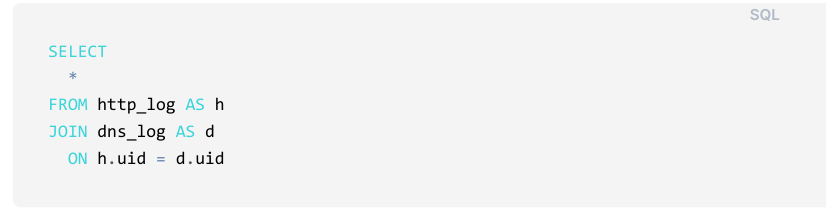 SQL
SELECT
*
FROM http_log AS h
JOIN dns_log AS d
ON h.uid = d.uid